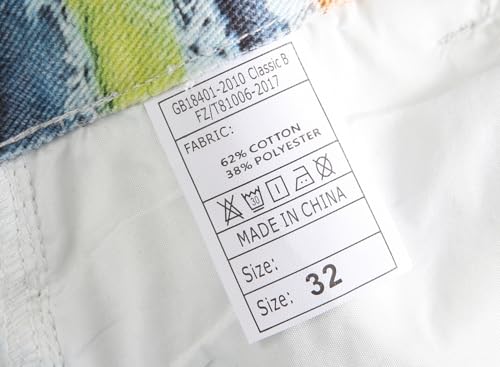 GB18401-2010 Classic B
FZ/T81006-2017
FABRIC:
62% COTTON
38% POLYESTER
30
MADE IN CHINA
Size:
Size: 32